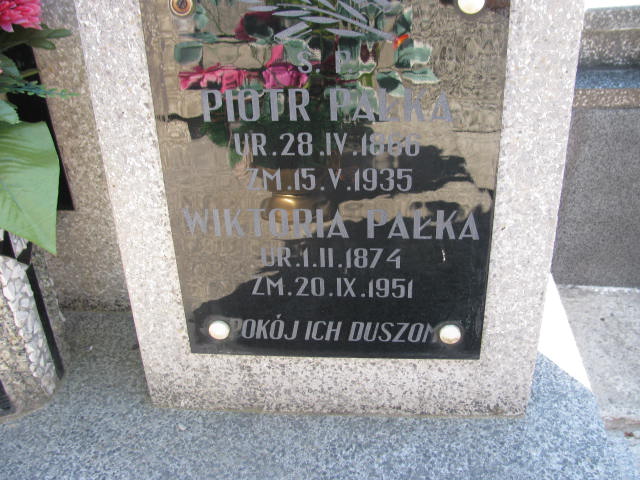 Ś. P.
PIOTR PAŁKA
UR. 28. IV. 1866
ZM. 15. V. 1935
WIKTORIA PAŁKA
UR. 1. II. 1874
ZM. 20. IX. 1951
POKÓJ ICH DUSZOM